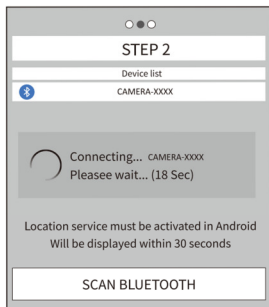 STEP 2
Device list
CAMERA-XXXX
Connecting... CAMERA-XXXX
Pleasee wait... (18 Sec)
Location service must be activated in Android
Will be displayed within 30 seconds
SCAN BLUETOOTH